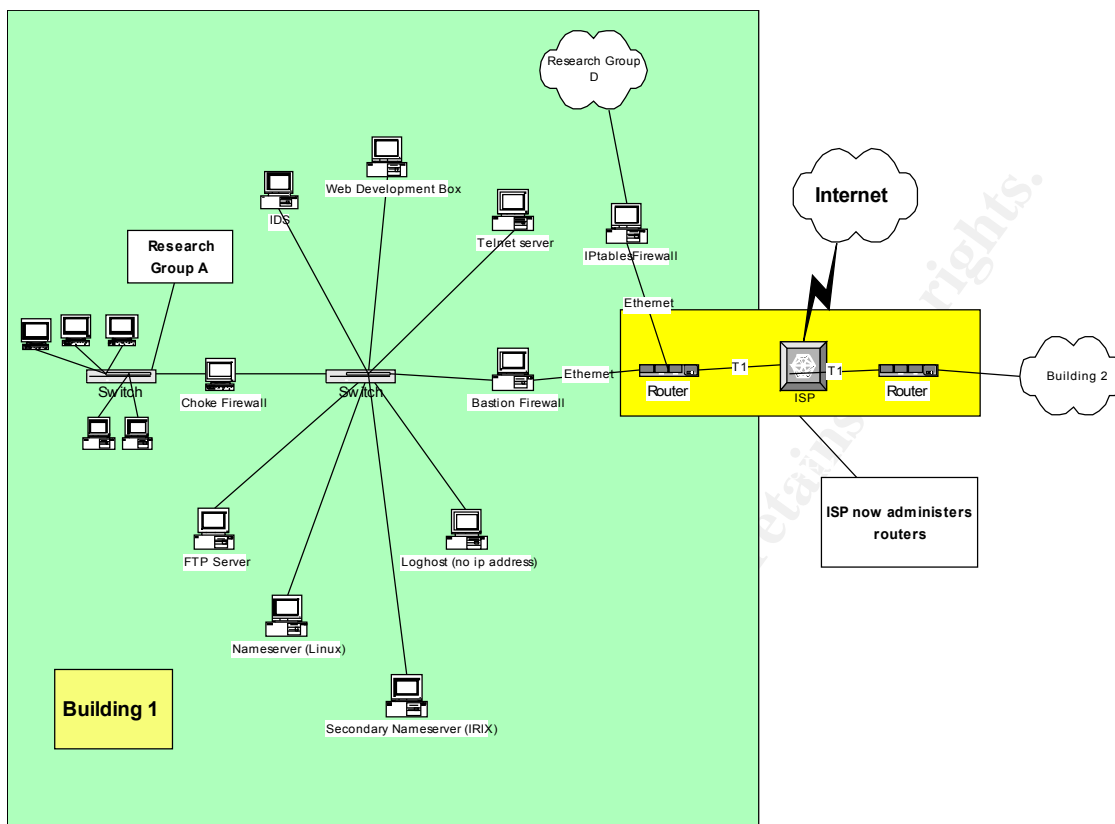 Research Group
D
Internet
Web Development Box
IDS
Telnet server
IPtablesFirewall
Research
Group A
Ethernet
Switch
Choke Firewall
Switch
Bastion Firewall
Ethernet
Router
T1
ISP
T1
Router
Building 2
FTP Server
Loghost (no ip address)
ISP now administers
routers
Nameserver (Linux)
Building 1
Secondary Nameserver (IRIX)
retains
rights.